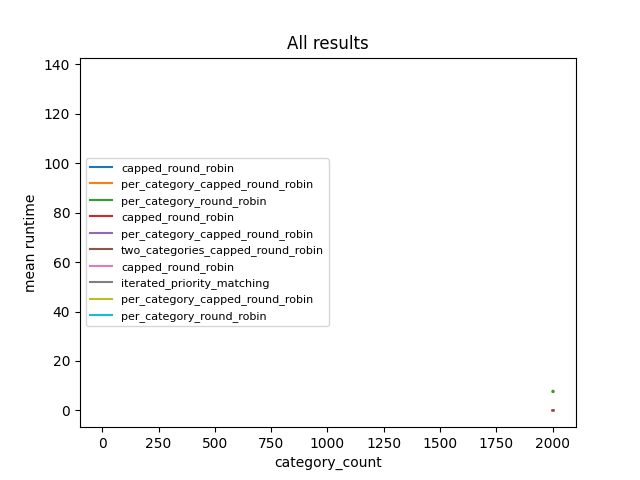 All results
140
120
100
80
60
40
20
0
mean runtime
capped_round_robin
per_category_capped_round_robin
per_category_round_robin
capped_round_robin
per_category_capped_round_robin
two_categories_capped_round_robin
capped_round_robin
iterated_priority_matching
per_category_capped_round_robin
per_category_round_robin
0 250 500 750 1000 1250 1500 1750 2000
category_count